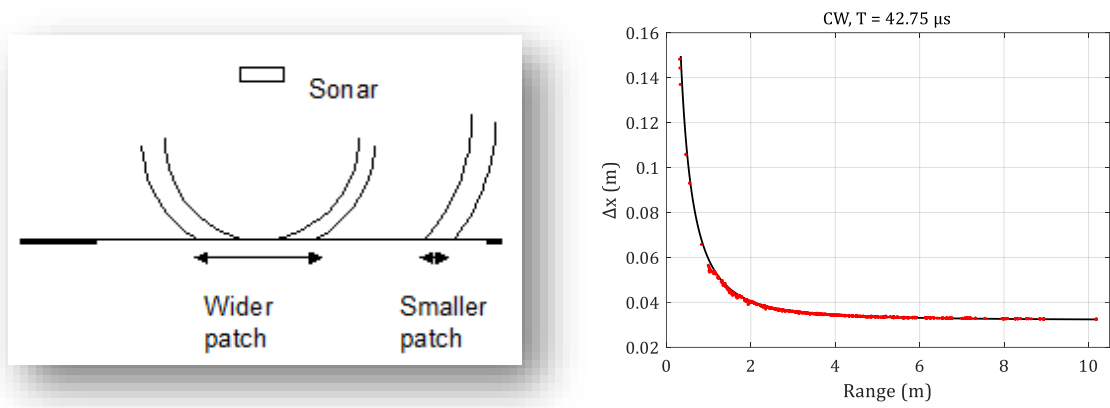 Sonar
Wider
patch
Smaller
patch
CW, T = 42.75 μs
0.16
0.14
0.12
0.1
0.08
0.06
0.04
0.02
Δx (m)
0
2
4
6
8
10
Range (m)